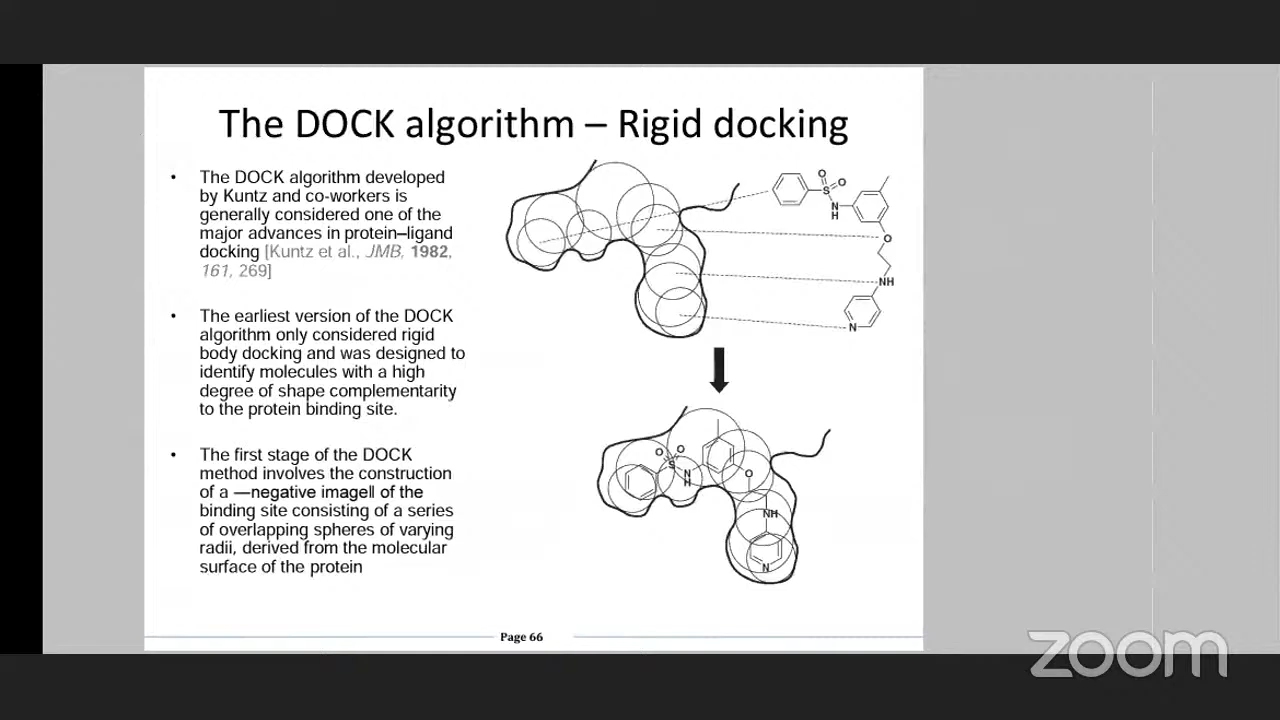 The DOCK algorithm – Rigid docking
• The DOCK algorithm developed
by Kuntz and co-workers is
generally considered one of the
major advances in protein–ligand
docking [Kuntz et al., JMB, 1982,
161, 269]
• The earliest version of the DOCK
algorithm only considered rigid
body docking and was designed to
identify molecules with a high
degree of shape complementarity
to the protein binding site.
• The first stage of the DOCK
method involves the construction
of a —negative imagell of the
binding site consisting of a series
of overlapping spheres of varying
radii, derived from the molecular
surface of the protein
O
S O
N
H
O
NH
N
O O
S
N
H
O
NH
N
Page 66
zoom